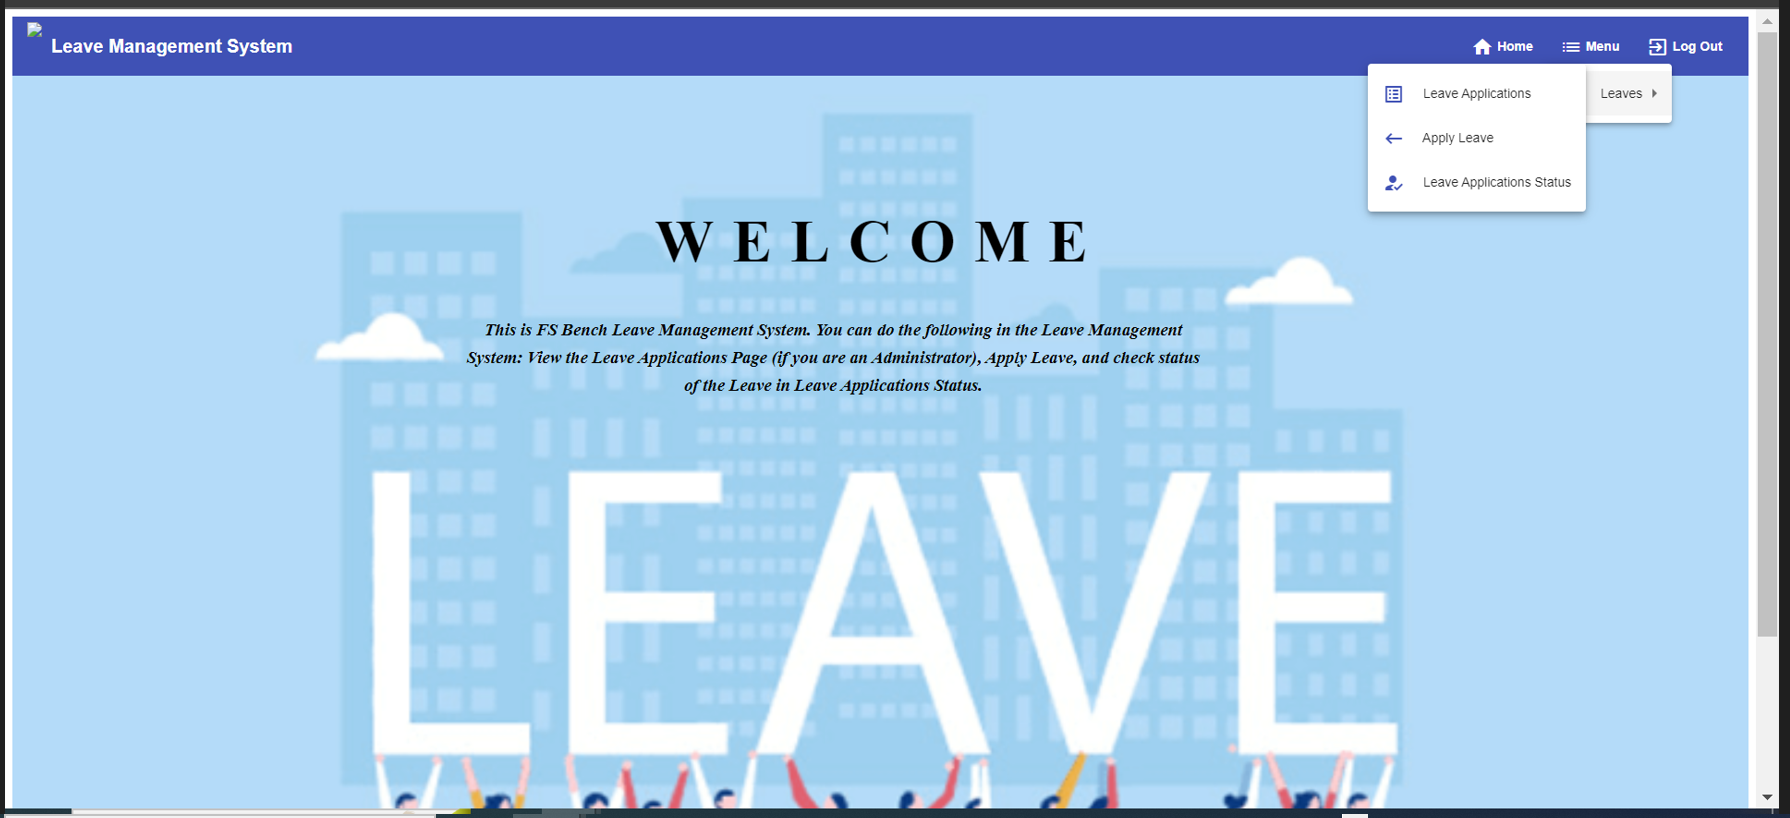 Leave Management System
Home
Menu
Log Out
Leave Applications
Leaves
Apply Leave
Leave Applications Status
WELCOME
This is FS Bench Leave Management System. You can do the following in the Leave Management
System: View the Leave Applications Page (if you are an Administrator), Apply Leave, and check status
of the Leave in Leave Applications Status.
LEAVE